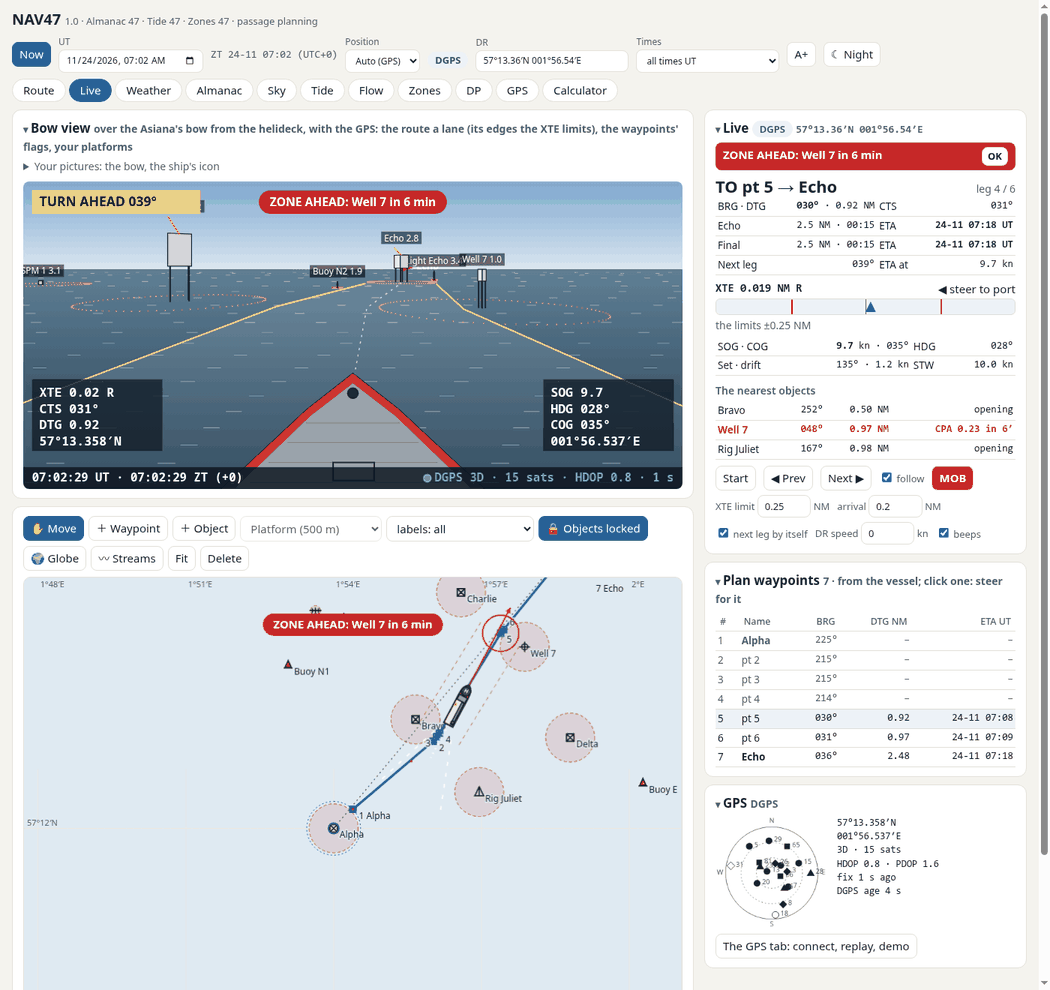 NAV47 1.0 · Almanac 47 · Tide 47 · Zones 47 · passage planning
UT
Position
DR
Times
Now
11/24/2026, 07:02 AM
ZT 24-11 07:02 (UTC+0)
Auto (GPS)
DGPS
57°13.36′N 001°56.54′E
all times UT
A+
☾ Night
Route
Live
Weather
Almanac
Sky
Tide
Flow
Zones
DP
GPS
Calculator
▾ Bow view over the Asiana's bow from the helideck, with the GPS: the route a lane (its edges the XTE limits), the waypoints'
flags, your platforms
▶ Your pictures: the bow, the ship's icon
TURN AHEAD 039°
ZONE AHEAD: Well 7 in 6 min
Echo 2.8
SPM 1 3.1
Buoy N2 1.9
ight Echo 3.
Well 7 1.0
XTE 0.02 R
CTS 031°
DTG 0.92
57°13.358′N
SOG 9.7
HDG 028°
COG 035°
001°56.537′E
07:02:29 UT · 07:02:29 ZT (+0)
DGPS 3D · 15 sats · HDOP 0.8 · 1 s
✋ Move
+ Waypoint
+ Object
Platform (500 m)
labels: all
🔒 Objects locked
🌍 Globe
Streams
Fit
Delete
1°48′E
1°51′E
1°54′E
1°57′E
2°E
7 Echo
Charlie
ZONE AHEAD: Well 7 in 6 min
6
5
Well 7
Buoy N1
Bravo
3
4
2
Delta
Buoy E
Rig Juliet
1 Alpha
57°12′N
Alpha
▾ Live DGPS 57°13.36′N 001°56.54′E
ZONE AHEAD: Well 7 in 6 min
OK
TO pt 5 → Echo
leg 4 / 6
BRG · DTG 030° · 0.92 NM CTS 031°
Echo 2.5 NM · 00:15 ETA 24-11 07:18 UT
Final 2.5 NM · 00:15 ETA 24-11 07:18 UT
Next leg 039° ETA at 9.7 kn
XTE 0.019 NM R ◀ steer to port
the limits ±0.25 NM
SOG · COG 9.7 kn · 035° HDG 028°
Set · drift 135° · 1.2 kn STW 10.0 kn
The nearest objects
Bravo 252° 0.50 NM opening
Well 7 048° 0.97 NM CPA 0.23 in 6′
Rig Juliet 167° 0.98 NM opening
Start
◀ Prev
Next ▶
follow
MOB
XTE limit 0.25 NM arrival 0.2 NM
next leg by itself DR speed 0 kn beeps
▾ Plan waypoints 7 · from the vessel; click one: steer
for it
# Name BRG DTG NM ETA UT
1 Alpha 225° – –
2 pt 2 215° – –
3 pt 3 215° – –
4 pt 4 214° – –
5 pt 5 030° 0.92 24-11 07:08
6 pt 6 031° 0.97 24-11 07:09
7 Echo 036° 2.48 24-11 07:18
▾ GPS DGPS
N
29
5
65
31
15
W
28
20
8
18
S
57°13.358′N
001°56.537′E
3D · 15 sats
HDOP 0.8 · PDOP 1.6
fix 1 s ago
DGPS age 4 s
The GPS tab: connect, replay, demo